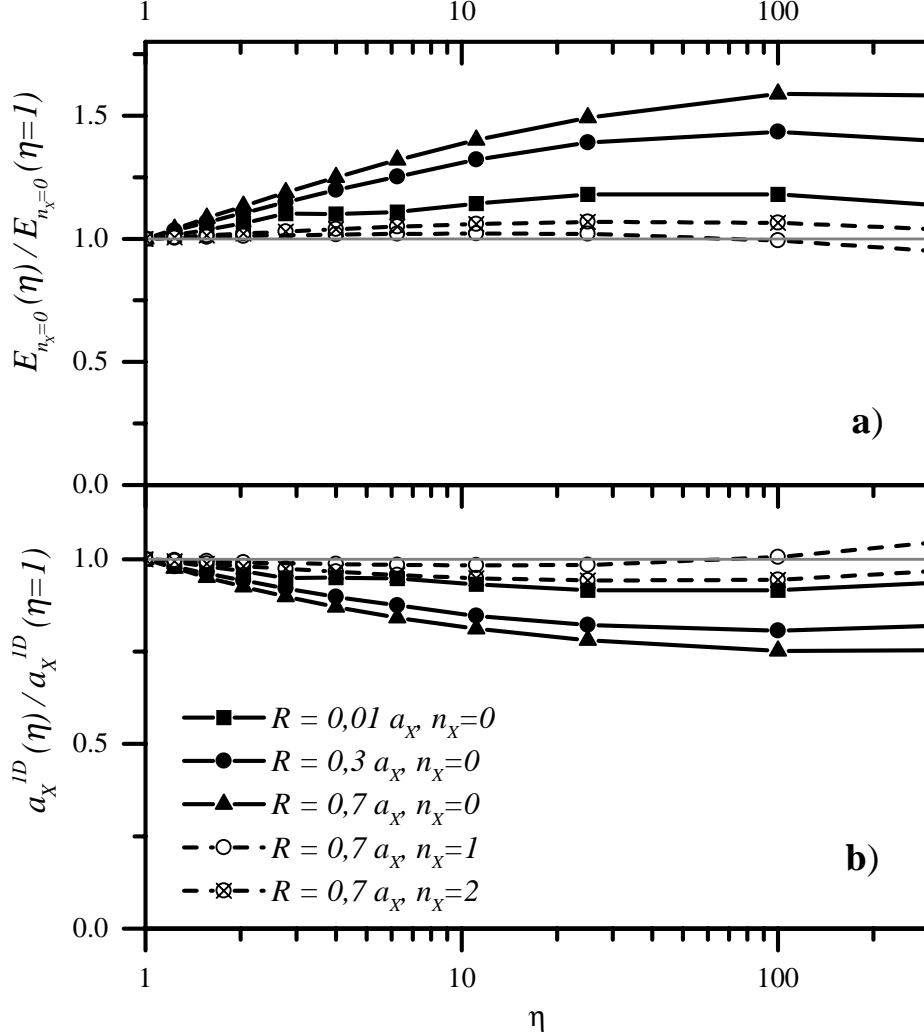 1 10 100
1.5
1.0
0.5
0.0
E_{n_X=0}(η) / E_{n_X=0}(η=1)
a)
1.0
0.5
0.0
a_X^{1D}(η) / a_X^{1D}(η=1)
R = 0,01 a_X, n_X=0
R = 0,3 a_X, n_X=0
R = 0,7 a_X, n_X=0
R = 0,7 a_X, n_X=1
R = 0,7 a_X, n_X=2
b)
1 10 100
η